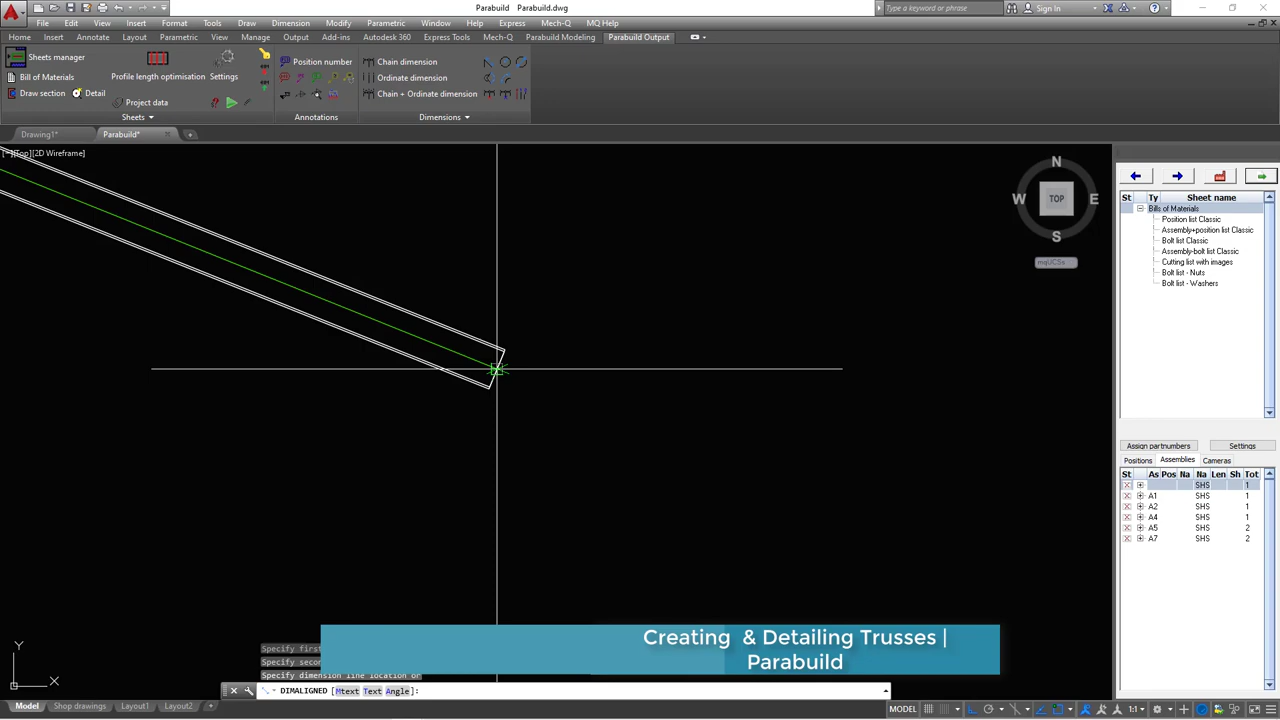 Parabuild Parabuild.dwg
Type a keyword or phrase
Sign In
File Edit View Insert Format Tools Draw Dimension Modify Parametric Window Help Express Mech-Q MQ Help
Home Insert Annotate Layout Parametric View Manage Output Add-ins Autodesk 360 Express Tools Mech-Q Parabuild Modeling Parabuild Output
Sheets manager
Bill of Materials
Draw section Detail
Profile length optimisation Settings
Project data
Position number
Chain dimension
Ordinate dimension
Chain + Ordinate dimension
Sheets Annotations Dimensions
Drawing1* Parabuild*
[−][Top][2D Wireframe]
N
W TOP E
S
mqUCSs
St Ty Sheet name
Bills of Materials
Position list Classic
Assembly+position list Classic
Bolt list Classic
Assembly-bolt list Classic
Cutting list with images
Bolt list - Nuts
Bolt list - Washers
Assign partnumbers Settings
Positions Assemblies Cameras
St As Pos Na Na Len Sh Tot
SHS 1
A1 SHS 1
A2 SHS 1
A4 SHS 1
A5 SHS 2
A7 SHS 2
Y
X
Specify first
Specify secon
Specify dimension line location or
Creating & Detailing Trusses |
Parabuild
DIMALIGNED [Mtext Text Angle]:
Model Shop drawings Layout1 Layout2 +
MODEL 1:1